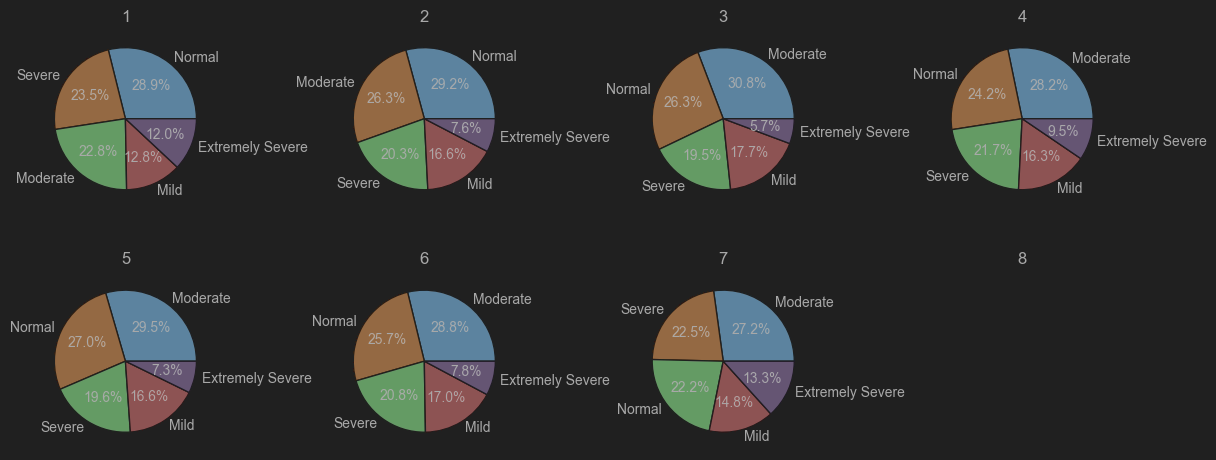 1
Normal
28.9%
Severe
23.5%
Moderate
22.8%
Mild
12.8%
Extremely Severe
12.0%
2
Normal
29.2%
Moderate
26.3%
Severe
20.3%
Mild
16.6%
Extremely Severe
7.6%
3
Moderate
30.8%
Normal
26.3%
Severe
19.5%
Mild
17.7%
Extremely Severe
5.7%
4
Moderate
28.2%
Normal
24.2%
Severe
21.7%
Mild
16.3%
Extremely Severe
9.5%
5
Moderate
29.5%
Normal
27.0%
Severe
19.6%
Mild
16.6%
Extremely Severe
7.3%
6
Moderate
28.8%
Normal
25.7%
Severe
20.8%
Mild
17.0%
Extremely Severe
7.8%
7
Moderate
27.2%
Severe
22.5%
Normal
22.2%
Mild
14.8%
Extremely Severe
13.3%
8